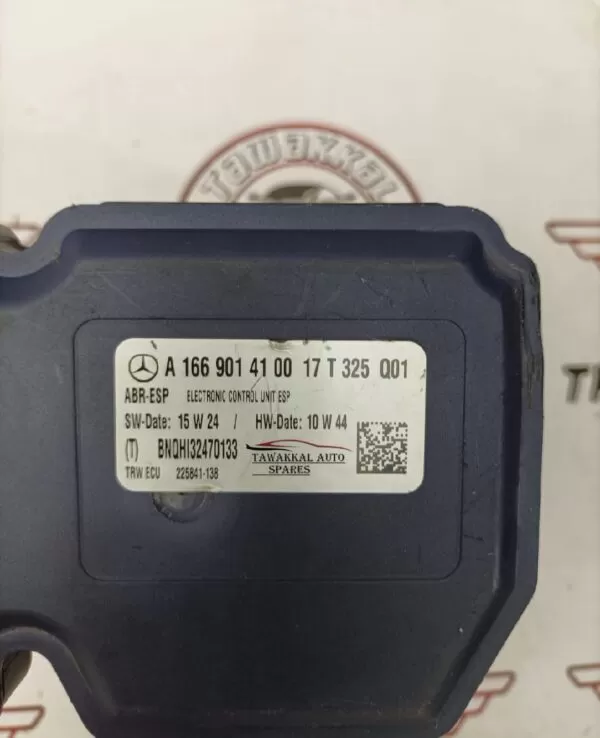 TAWAKKAL
A 166 901 41 00 17 T 325 Q01
ABR-ESP ELECTRONIC CONTROL UNIT ESP
SW-Date: 15 W 24 / HW-Date: 10 W 44
(T) BNQHI32470133
TAWAKKAL AUTO
SPARES
TRW ECU 225841-138